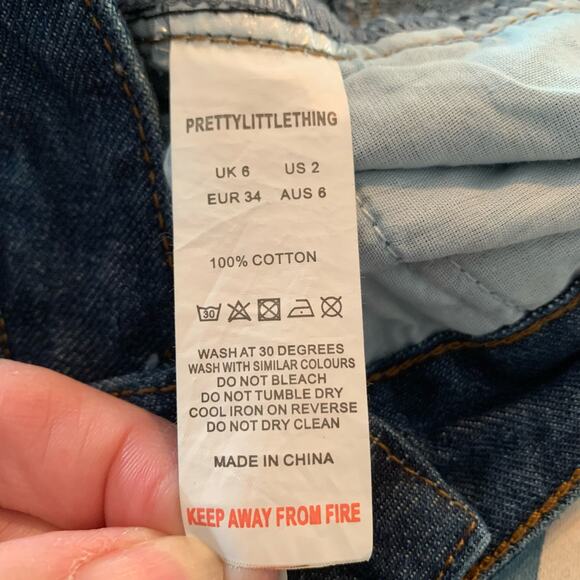 PRETTYLITTLETHING
UK 6 US 2
EUR 34 AUS 6
100% COTTON
30
WASH AT 30 DEGREES
WASH WITH SIMILAR COLOURS
DO NOT BLEACH
DO NOT TUMBLE DRY
COOL IRON ON REVERSE
DO NOT DRY CLEAN
MADE IN CHINA
KEEP AWAY FROM FIRE